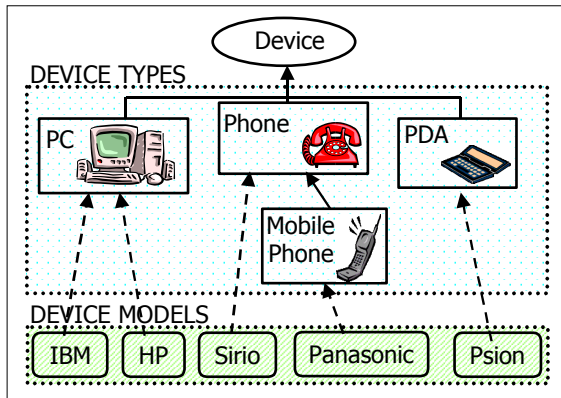 Device
DEVICE TYPES
PC
Phone
PDA
Mobile
Phone
DEVICE MODELS
IBM
HP
Sirio
Panasonic
Psion